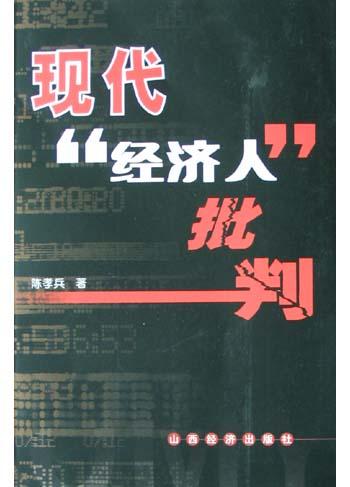 现代
“经济人”
批
判
陈孝兵 著
山西经济出版社